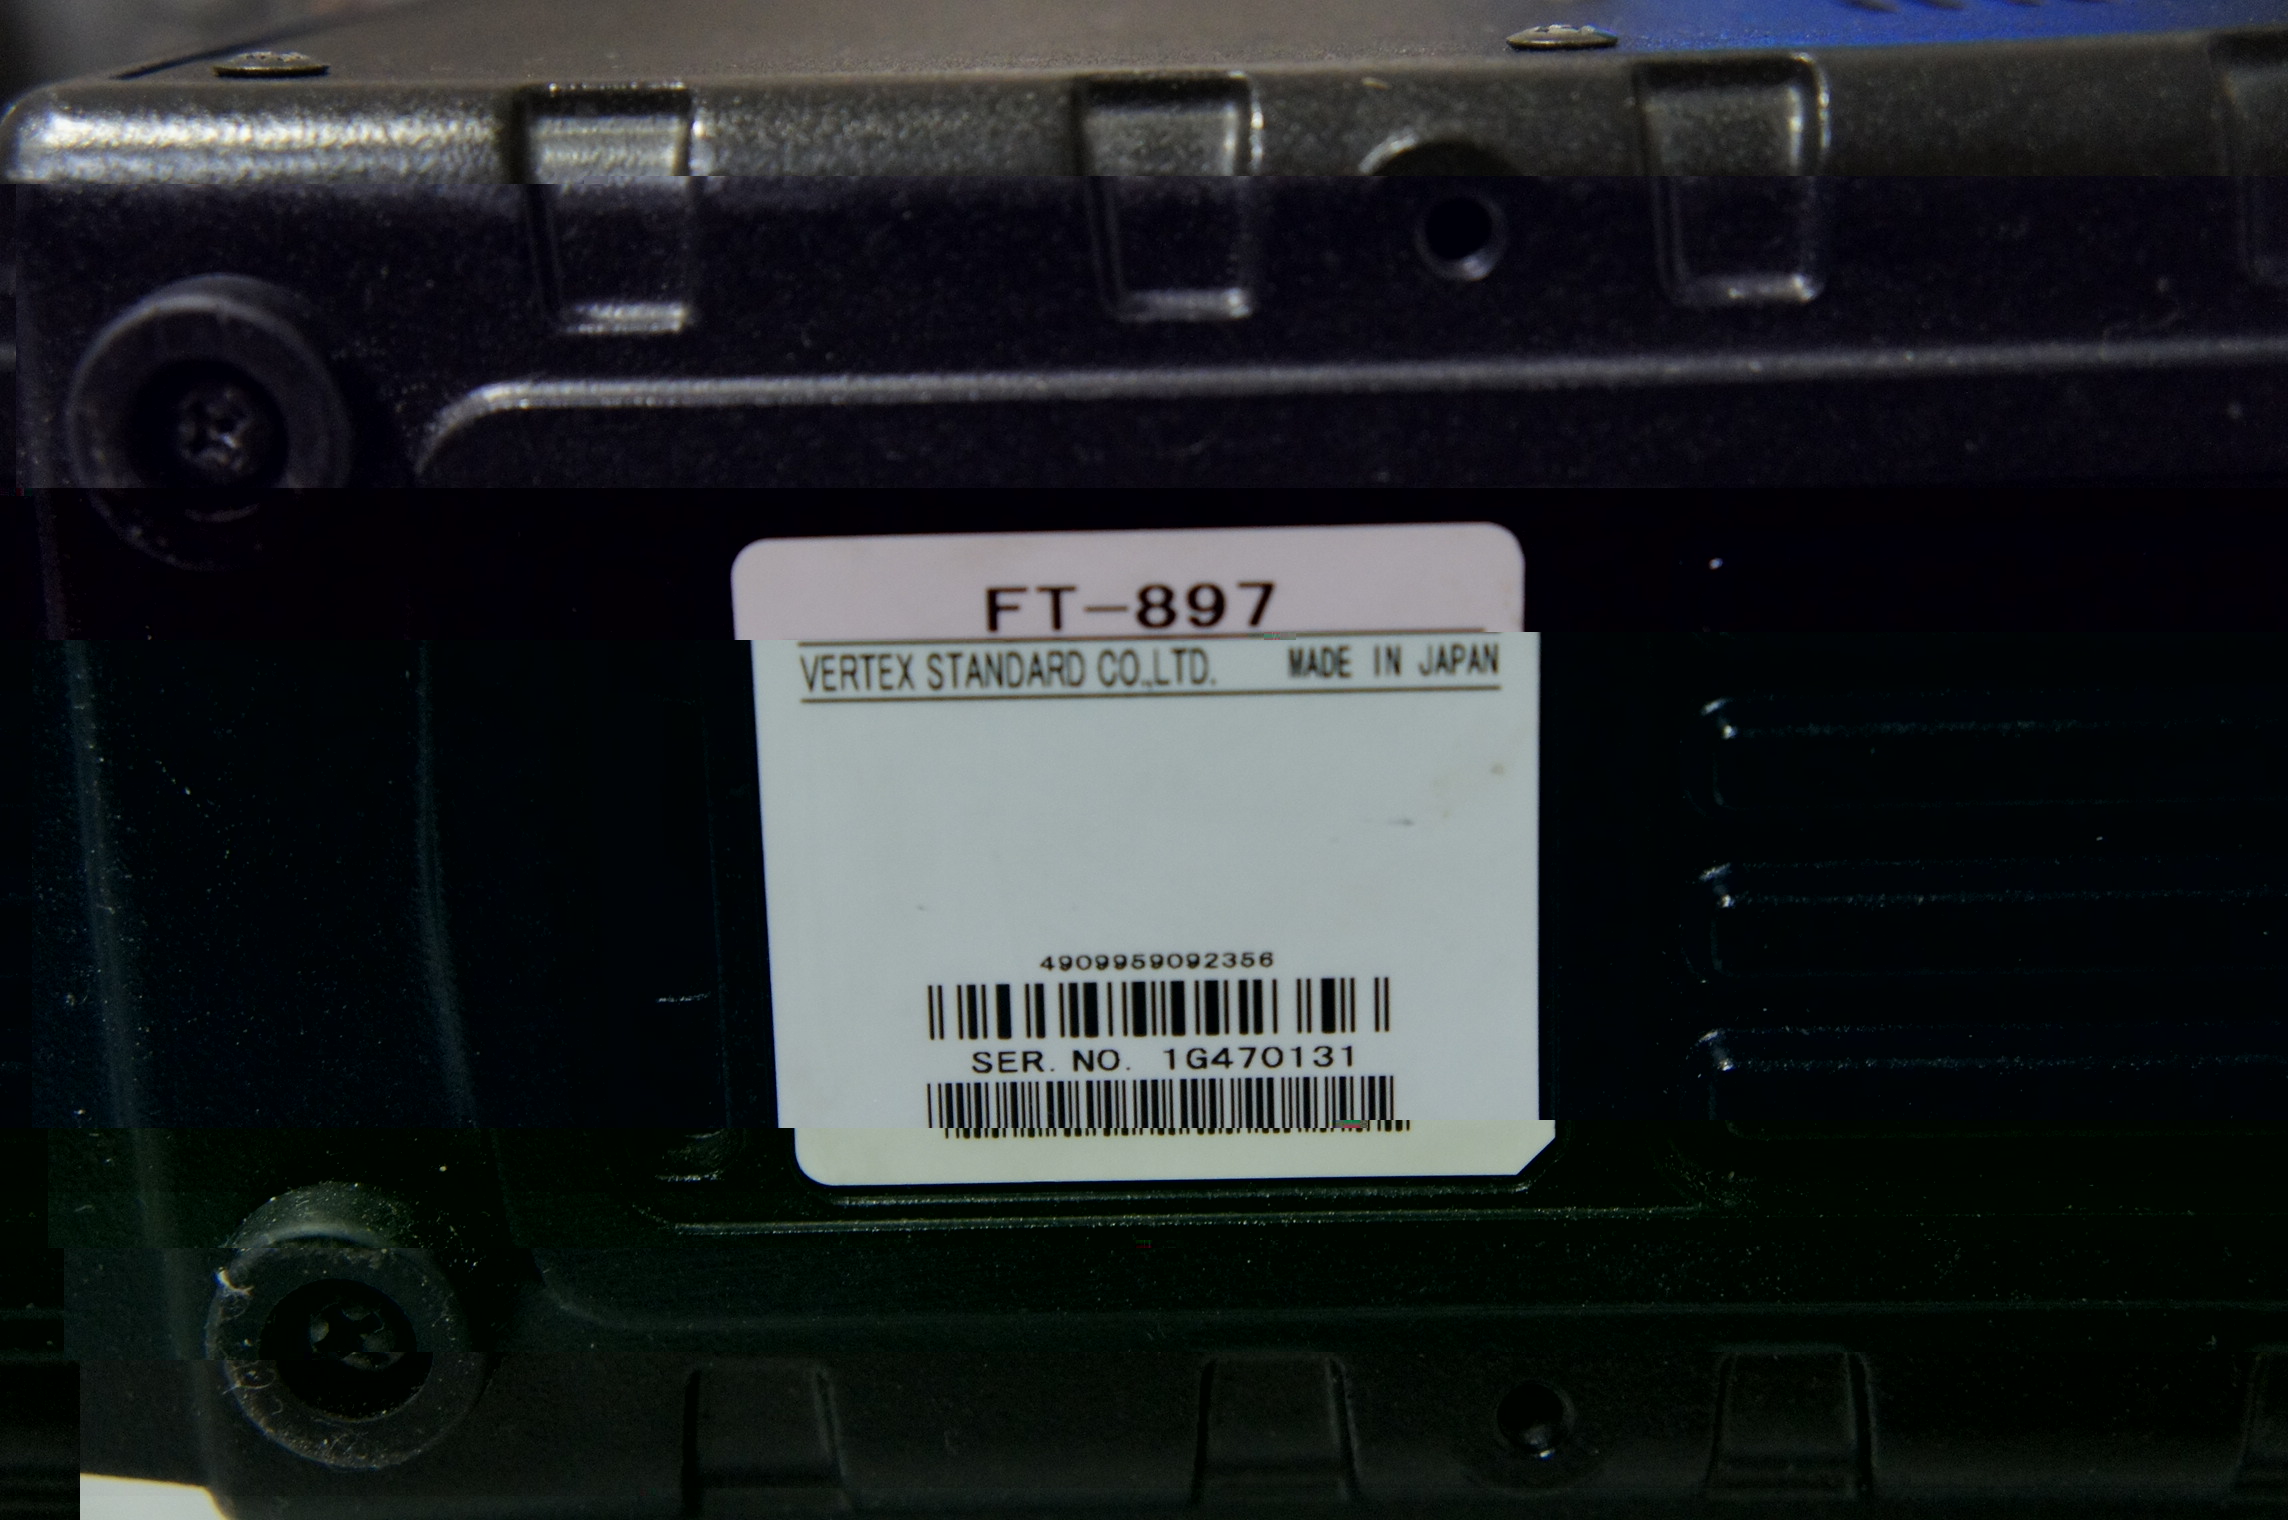 FT-897
VERTEX STANDARD CO.,LTD. MADE IN JAPAN
4909959092356
SER. NO. 1G470131